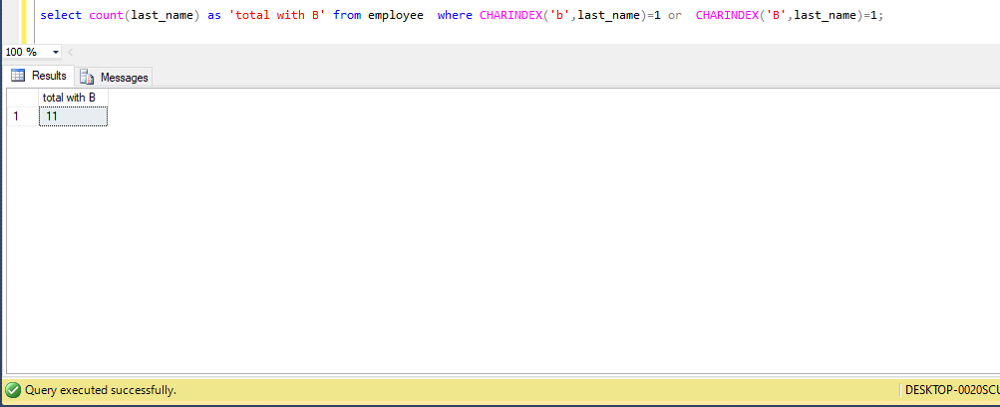 select count(last_name) as 'total with B' from employee  where CHARINDEX('b',last_name)=1 or  CHARINDEX('B',last_name)=1;
100 %
Results Messages
total with B
1 11
Query executed successfully. DESKTOP-0020SCU